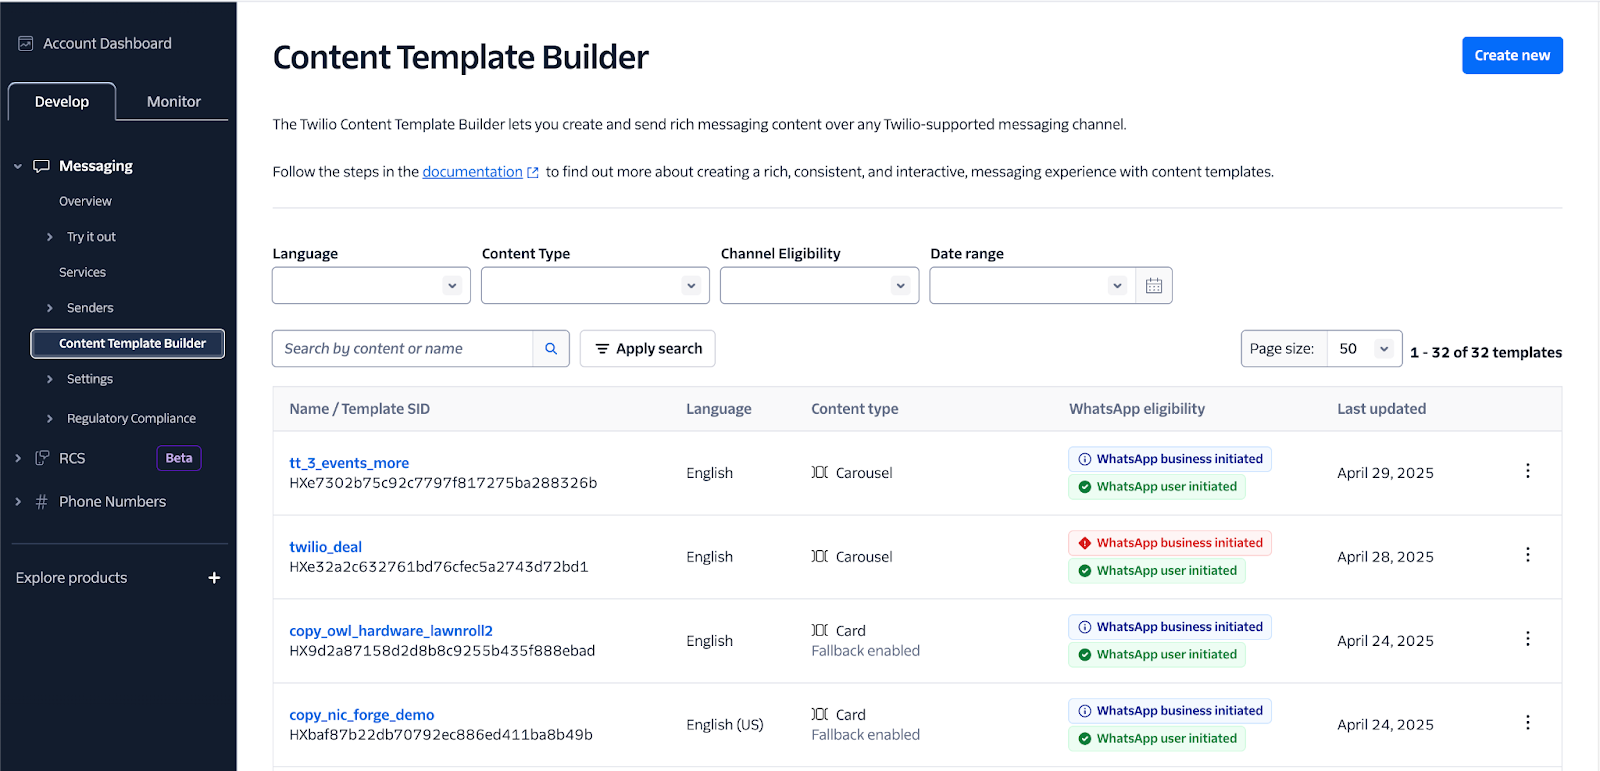 Account Dashboard
Develop
Monitor
Messaging
Overview
Try it out
Services
Senders
Content Template Builder
Settings
Regulatory Compliance
RCS
Beta
Phone Numbers
Explore products
Content Template Builder
Create new
The Twilio Content Template Builder lets you create and send rich messaging content over any Twilio-supported messaging channel.
Follow the steps in the documentation to find out more about creating a rich, consistent, and interactive, messaging experience with content templates.
Language Content Type Channel Eligibility Date range
Search by content or name
Apply search
Page size: 50
1 - 32 of 32 templates
Name / Template SID Language Content type WhatsApp eligibility Last updated
tt_3_events_more
HXe7302b75c92c7797f817275ba288326b
English
Carousel
WhatsApp business initiated
WhatsApp user initiated
April 29, 2025
twilio_deal
HXe32a2c632761bd76cfec5a2743d72bd1
English
Carousel
WhatsApp business initiated
WhatsApp user initiated
April 28, 2025
copy_owl_hardware_lawnroll2
HX9d2a87158d2d8b8c9255b435f888ebad
English
Card
Fallback enabled
WhatsApp business initiated
WhatsApp user initiated
April 24, 2025
copy_nic_forge_demo
HXbaf87b22db70792ec886ed411ba8b49b
English (US)
Card
Fallback enabled
WhatsApp business initiated
WhatsApp user initiated
April 24, 2025